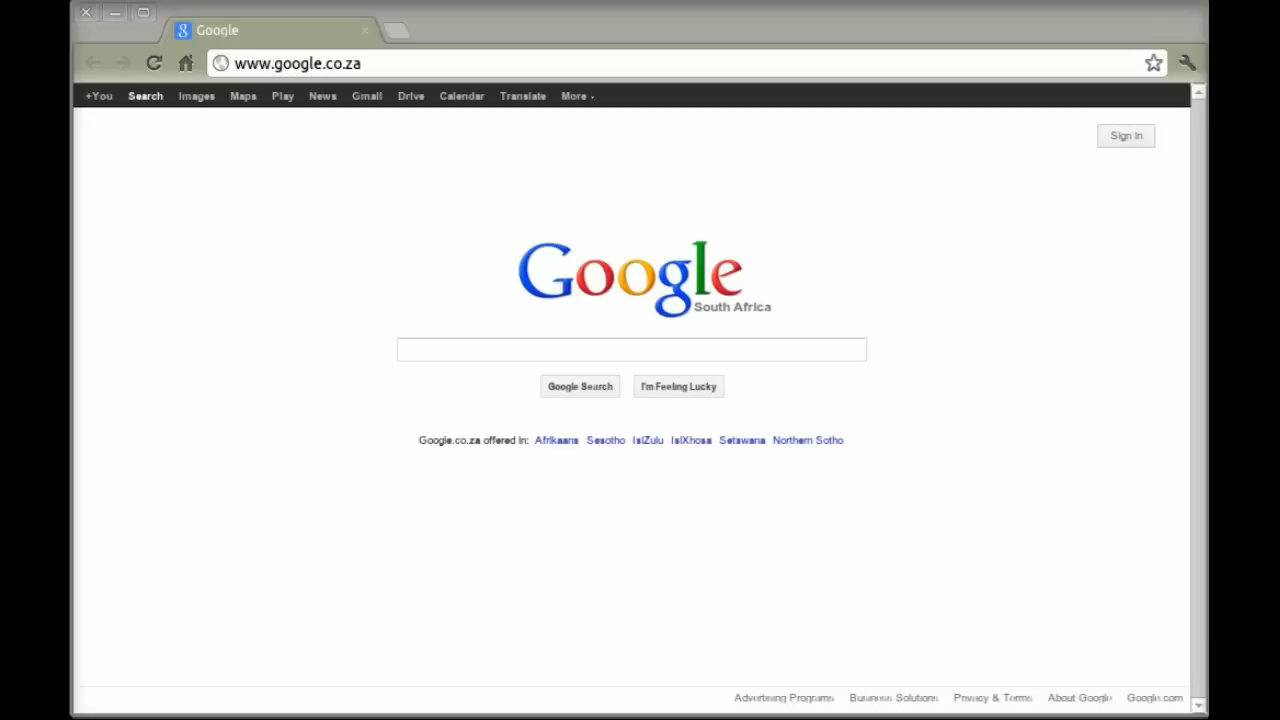 Google
www.google.co.za
+You Search Images Maps Play News Gmail Drive Calendar Translate More
Sign in
Google
South Africa
Google Search I'm Feeling Lucky
Google.co.za offered in: Afrikaans Sesotho IsiZulu IsiXhosa Setswana Northern Sotho
Advertising Programs Business Solutions Privacy & Terms About Google Google.com